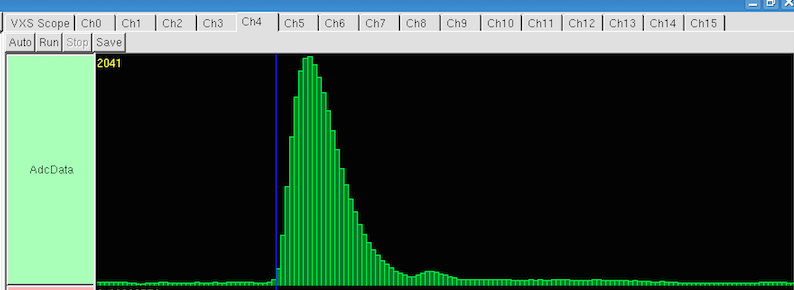 VXS Scope Ch0 Ch1 Ch2 Ch3 Ch4 Ch5 Ch6 Ch7 Ch8 Ch9 Ch10 Ch11 Ch12 Ch13 Ch14 Ch15
Auto Run Stop Save
2041
AdcData